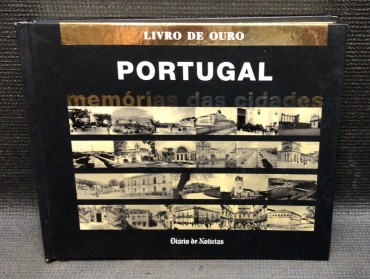 LIVRO DE OURO
PORTUGAL
memórias das cidades
Diário de Notícias